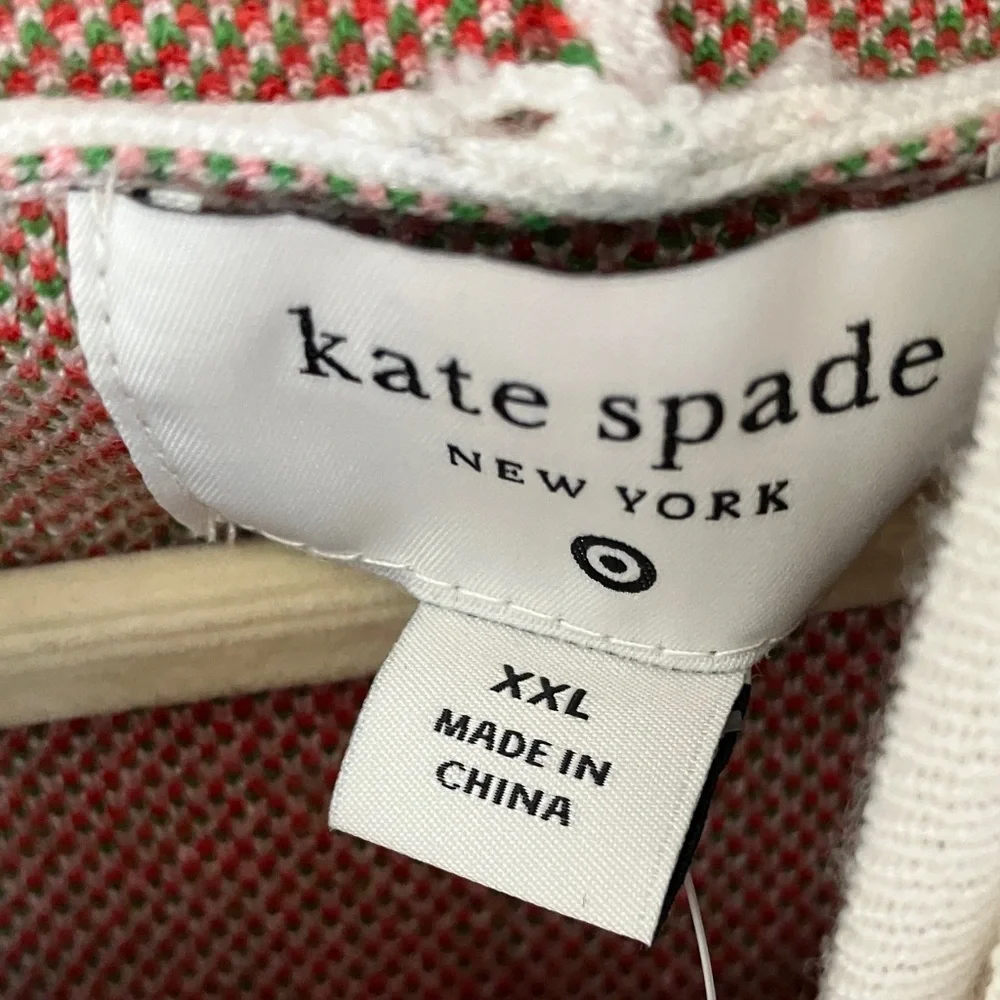 kate spade
NEW YORK
XXL
MADE IN
CHINA